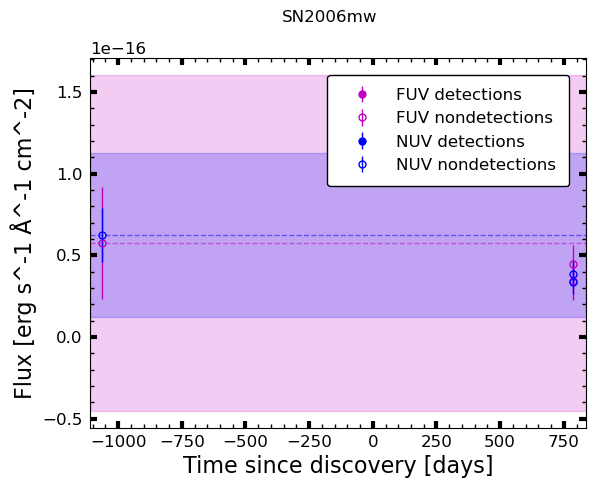 SN2006mw
1e−16
FUV detections
FUV nondetections
NUV detections
NUV nondetections
1.5
1.0
0.5
0.0
−0.5
Flux [erg s^-1 Å^-1 cm^-2]
−1000 −750 −500 −250 0 250 500 750
Time since discovery [days]